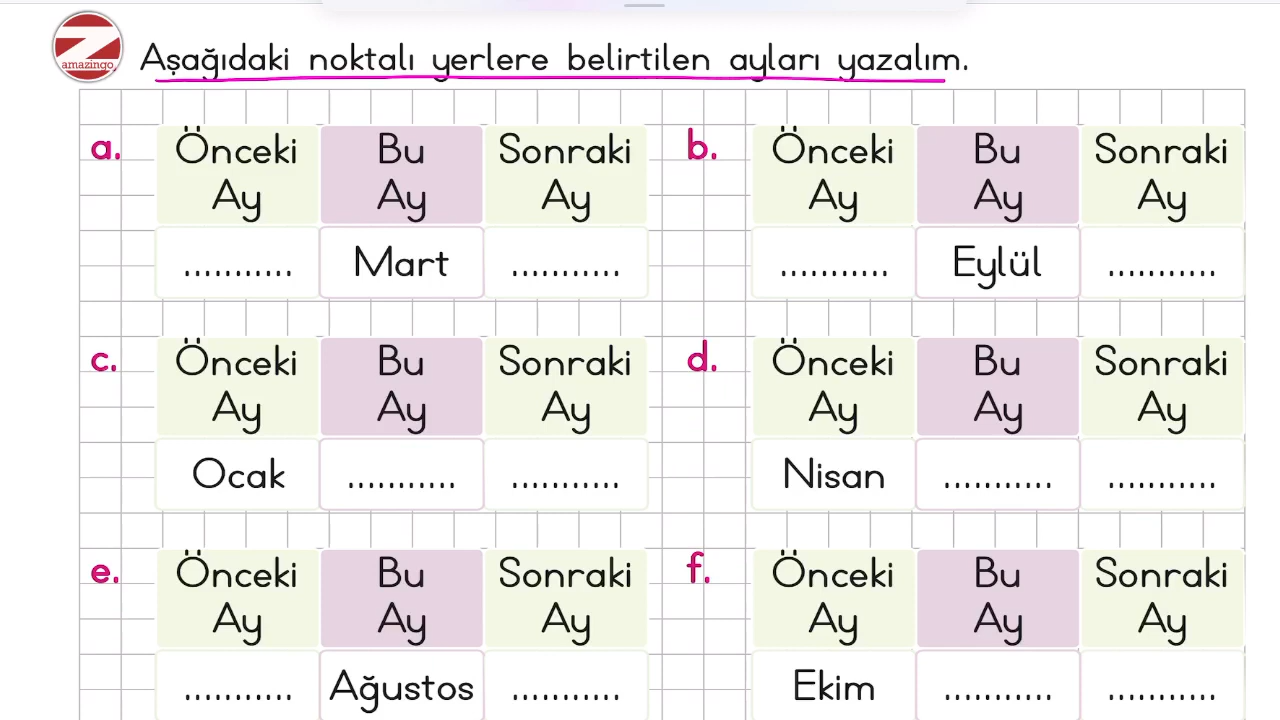 amazingo
Aşağıdaki noktalı yerlere belirtilen ayları yazalım.
a. Önceki Ay Bu Ay Sonraki Ay
........... Mart ...........
b. Önceki Ay Bu Ay Sonraki Ay
........... Eylül ...........
c. Önceki Ay Bu Ay Sonraki Ay
Ocak ........... ...........
d. Önceki Ay Bu Ay Sonraki Ay
Nisan ........... ...........
e. Önceki Ay Bu Ay Sonraki Ay
........... Ağustos ...........
f. Önceki Ay Bu Ay Sonraki Ay
Ekim ........... ...........